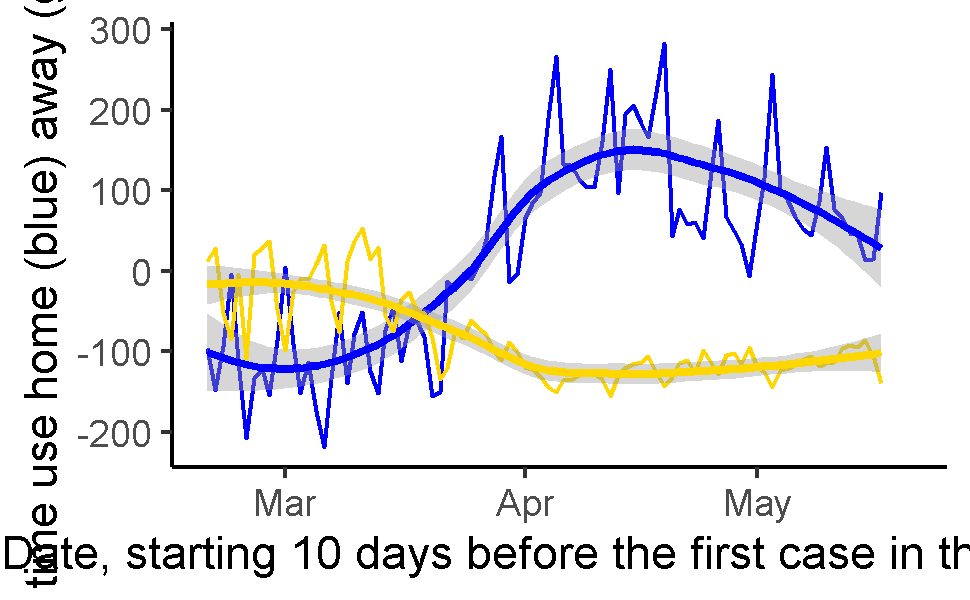 time use home (blue) away (
300
200
100
0
-100
-200
Mar Apr May
Date, starting 10 days before the first case in th